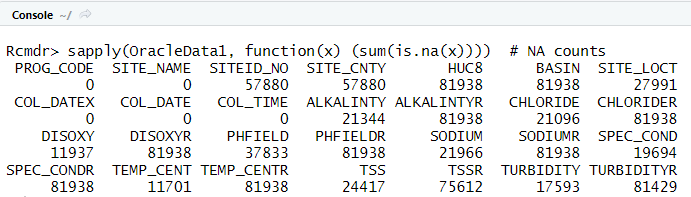 Console ~/
Rcmdr> sapply(OracleData1, function(x) (sum(is.na(x)))) # NA counts
PROG_CODE SITE_NAME SITEID_NO SITE_CNTY HUC8 BASIN SITE_LOCT
0 0 57880 57880 81938 81938 27991
COL_DATEX COL_DATE COL_TIME ALKALINTY ALKALINTYR CHLORIDE CHLORIDER
0 0 0 21344 81938 21096 81938
DISOXY DISOXYR PHFIELD PHFIELDR SODIUM SODIUMR SPEC_COND
11937 81938 37833 81938 21966 81938 19694
SPEC_CONDR TEMP_CENT TEMP_CENTR TSS TSSR TURBIDITY TURBIDITYR
81938 11701 81938 24417 75612 17593 81429